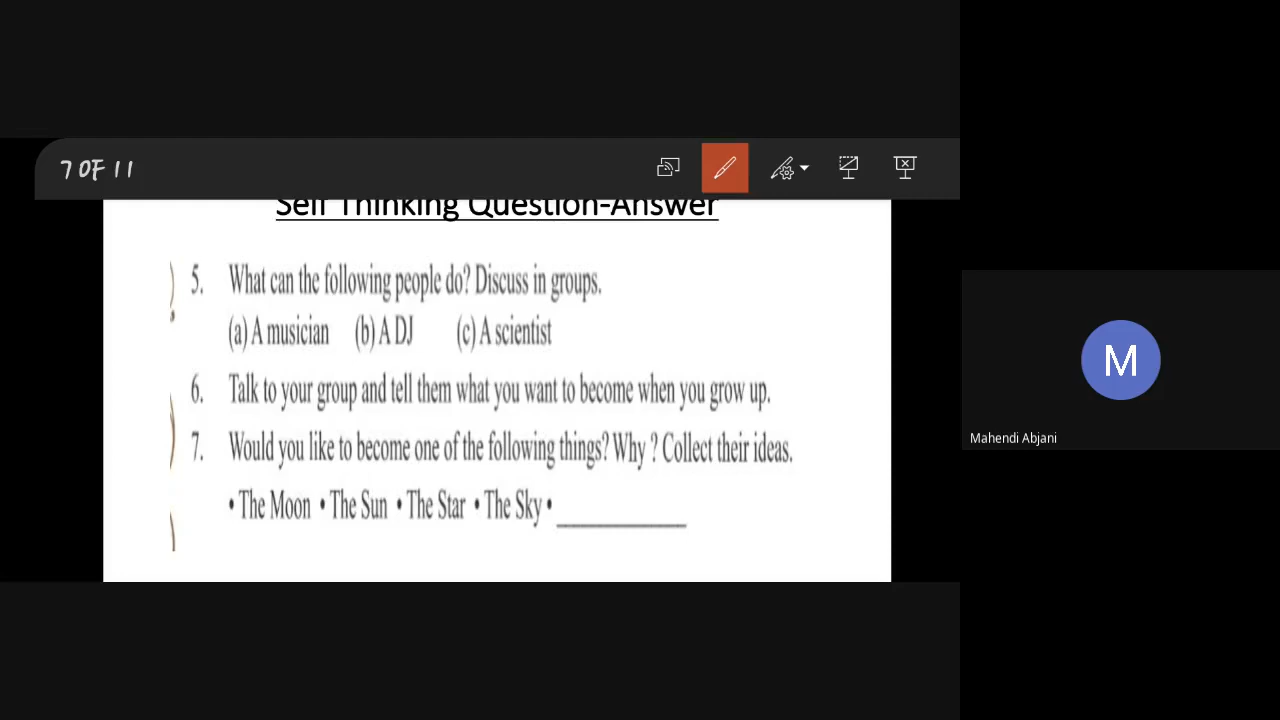 7 OF 11
Self Thinking Question-Answer
5. What can the following people do? Discuss in groups.
(a) A musician (b) A DJ (c) A scientist
6. Talk to your group and tell them what you want to become when you grow up.
7. Would you like to become one of the following things? Why ? Collect their ideas.
• The Moon • The Sun • The Star • The Sky • ______________
M
Mahendi Abjani